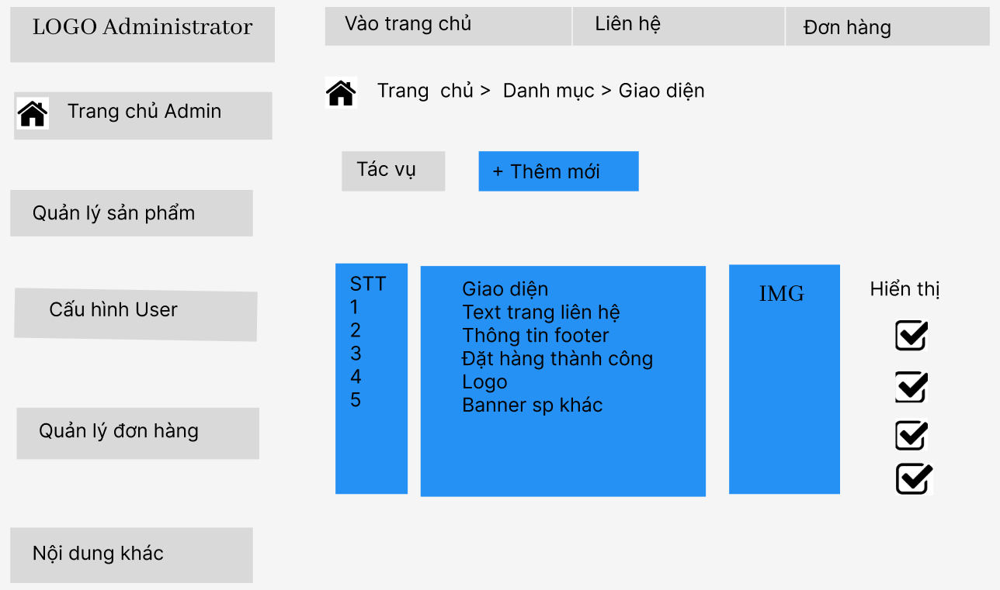 LOGO Administrator
Vào trang chủ
Liên hệ
Đơn hàng
Trang chủ > Danh mục > Giao diện
Trang chủ Admin
Tác vụ
+ Thêm mới
Quản lý sản phẩm
Cấu hình User
Quản lý đơn hàng
Nội dung khác
STT
1
2
3
4
5
Giao diện
Text trang liên hệ
Thông tin footer
Đặt hàng thành công
Logo
Banner sp khác
IMG
Hiển thị